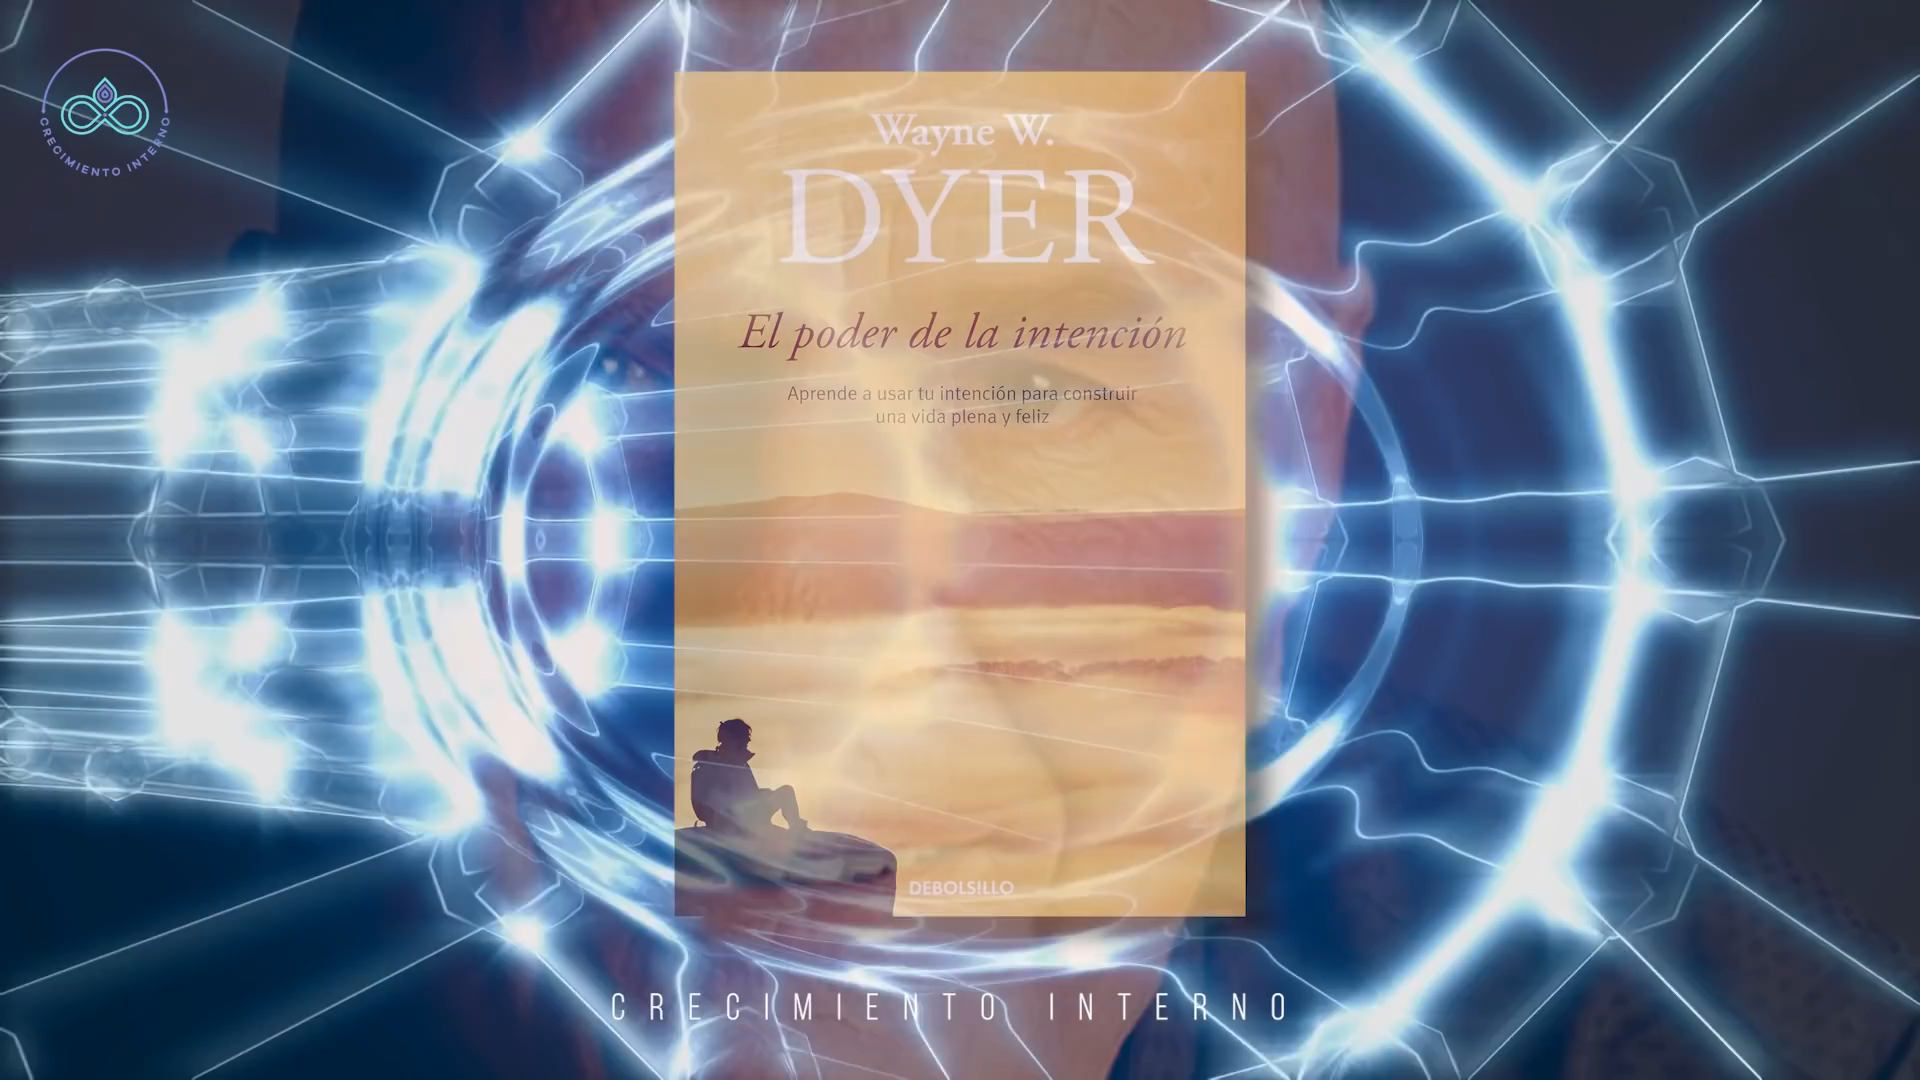 CRECIMIENTO INTERNO
Wayne W.
DYER
El poder de la intención
Aprende a usar tu intención para construir
una vida plena y feliz
DEBOLSILLO
CRECIMIENTO INTERNO